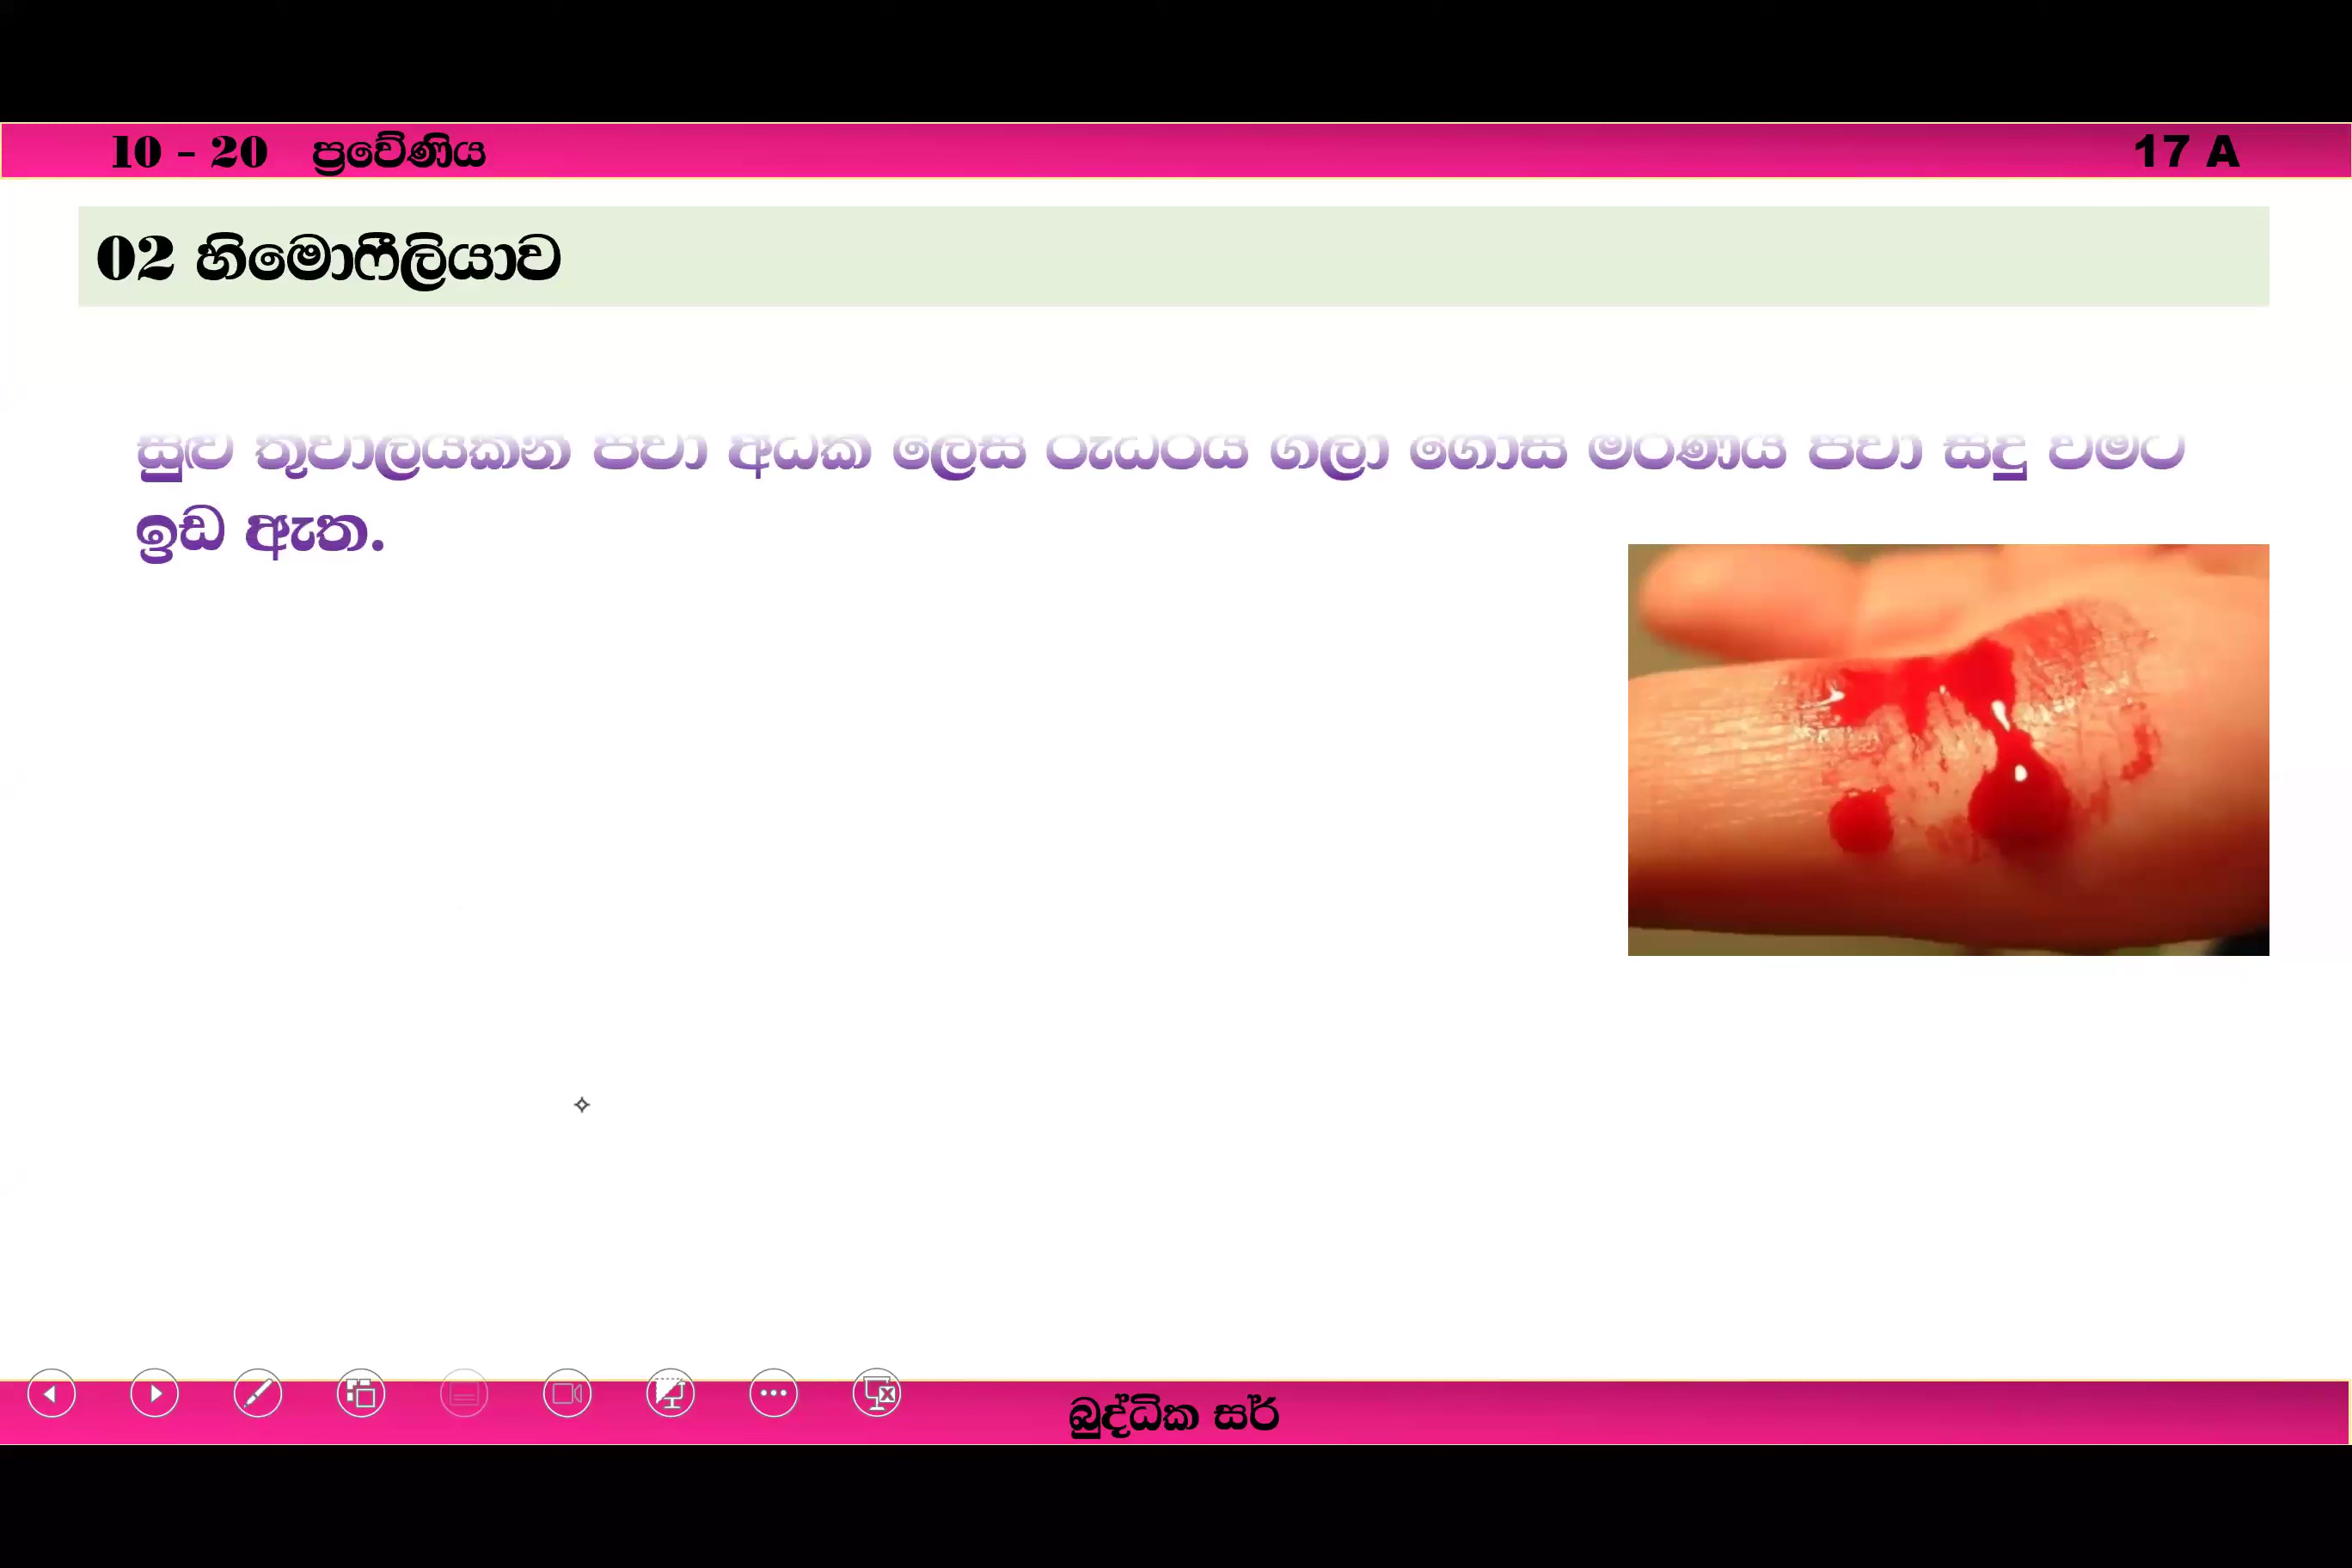 10 - 20 ප්‍රවේණිය
17 A
02 හිමොෆීලියාව
සුළු තුවාලයකින් පවා අධික ලෙස රුධිරය ගලා ගොස් මරණය පවා සිදු වීමට
ඉඩ ඇත.
බුද්ධික සර්